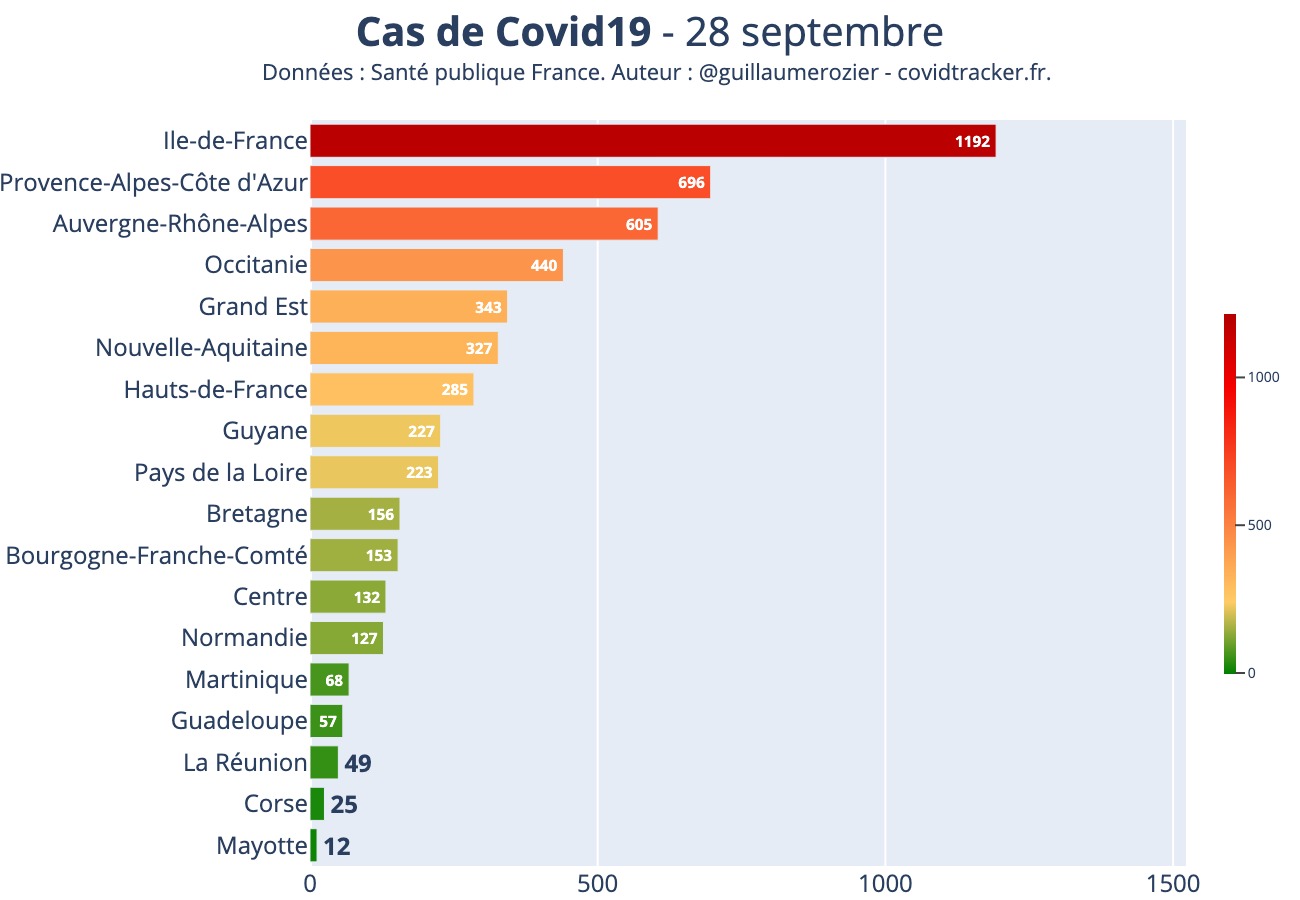 Cas de Covid19 - 28 septembre
Données : Santé publique France. Auteur : @guillaumerozier - covidtracker.fr.
Ile-de-France 1192
Provence-Alpes-Côte d'Azur 696
Auvergne-Rhône-Alpes 605
Occitanie 440
Grand Est 343
Nouvelle-Aquitaine 327
Hauts-de-France 285
Guyane 227
Pays de la Loire 223
Bretagne 156
Bourgogne-Franche-Comté 153
Centre 132
Normandie 127
Martinique 68
Guadeloupe 57
La Réunion 49
Corse 25
Mayotte 12
0 500 1000 1500
1000
500
0